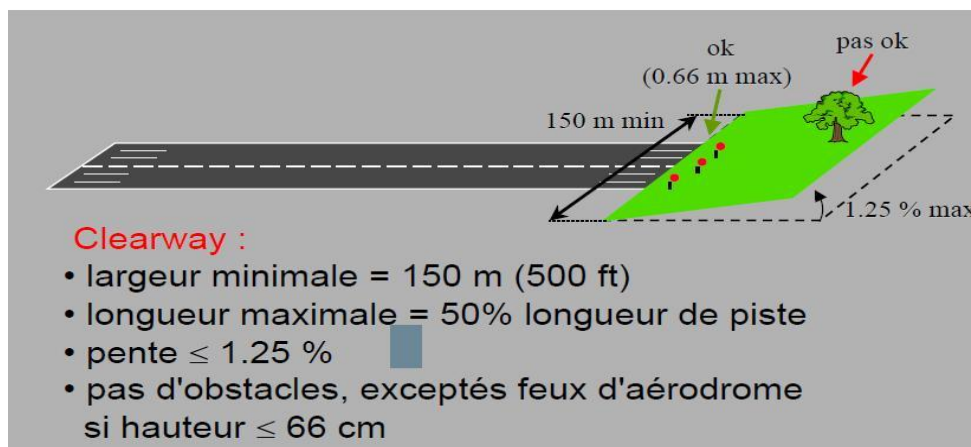 ok
(0.66 m max)
pas ok
150 m min
1.25 % max
Clearway :
• largeur minimale = 150 m (500 ft)
• longueur maximale = 50% longueur de piste
• pente ≤ 1.25 %
• pas d'obstacles, exceptés feux d'aérodrome
si hauteur ≤ 66 cm